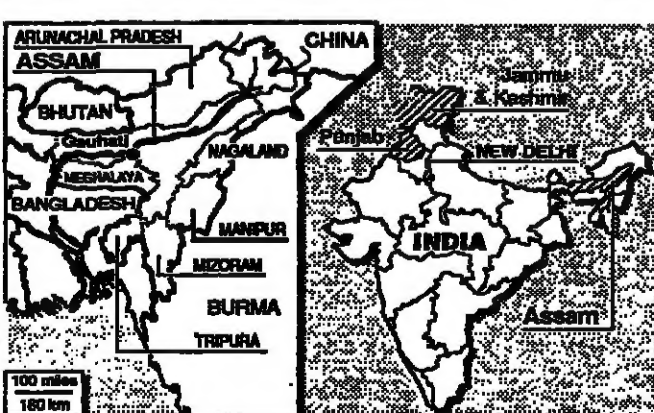 ARUNACHAL PRADESH
ASSAM
CHINA
BHUTAN
Gauhati
NAGALAND
MEGHALAYA
BANGLADESH
MANIPUR
MIZORAM
BURMA
TRIPURA
100 miles
160 km
Jammu
& Kashmir
Punjab
NEW DELHI
INDIA
Assam